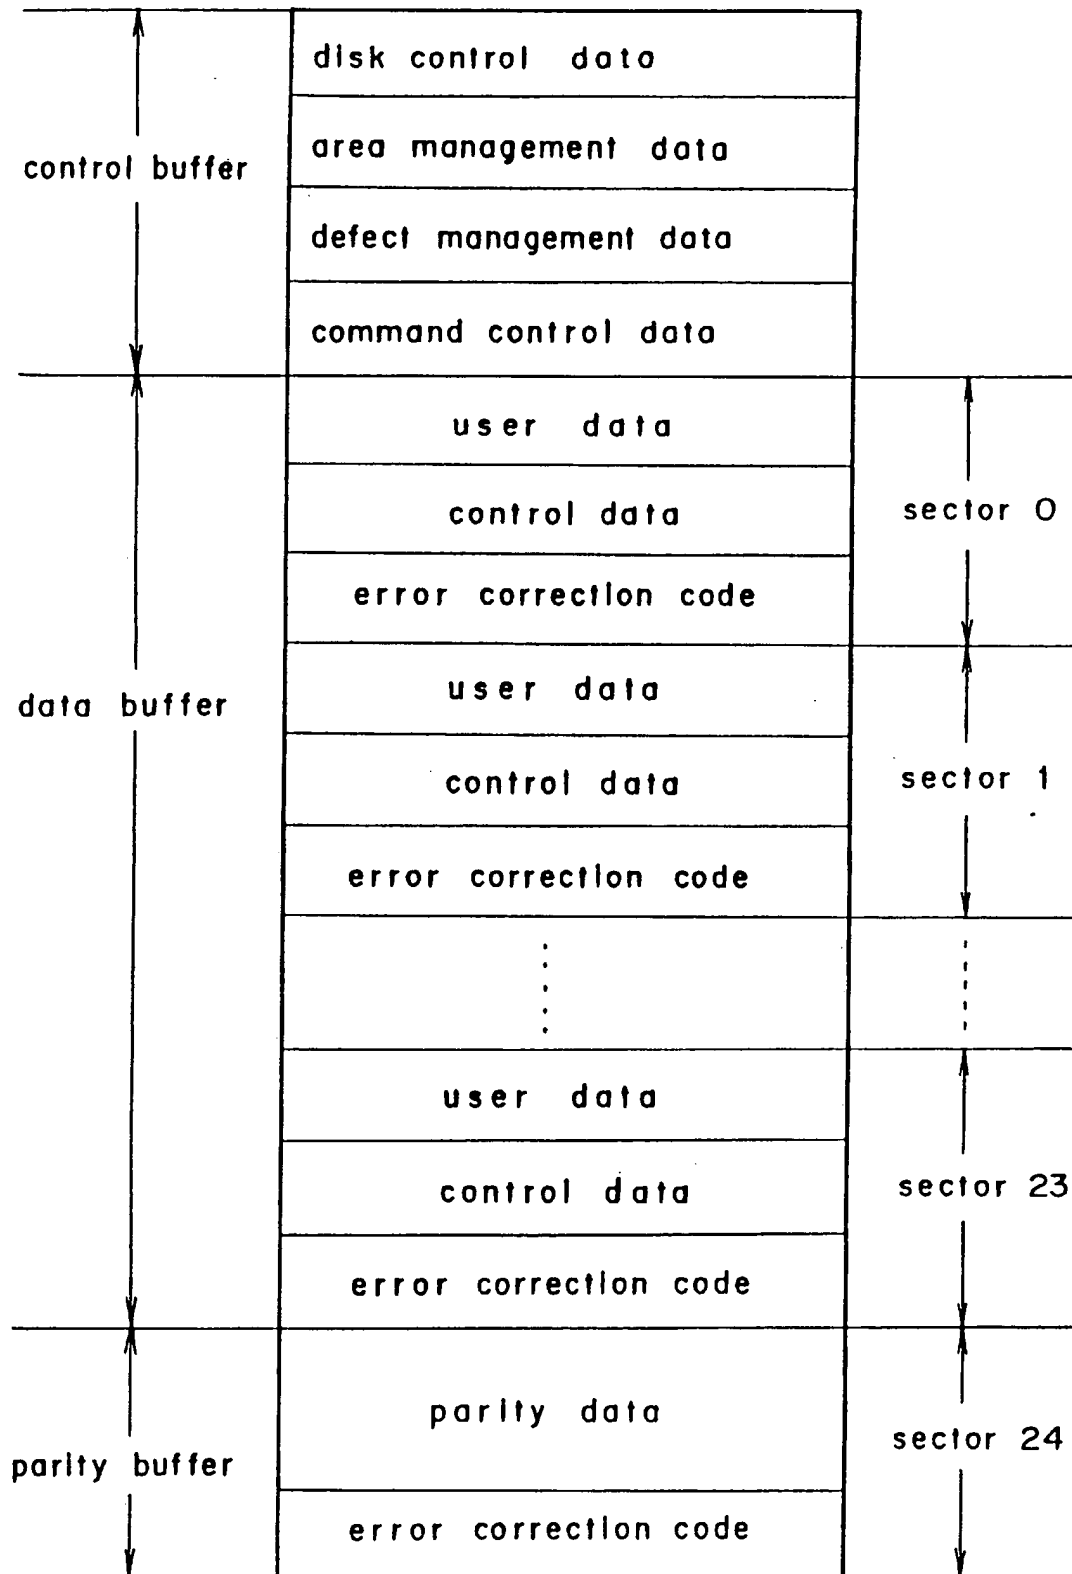 disk control data
area management data
control buffer
defect management data
command control data
user data
control data
sector 0
error correction code
user data
data buffer
control data
sector 1
error correction code
user data
control data
sector 23
error correction code
parity data
sector 24
parity buffer
error correction code